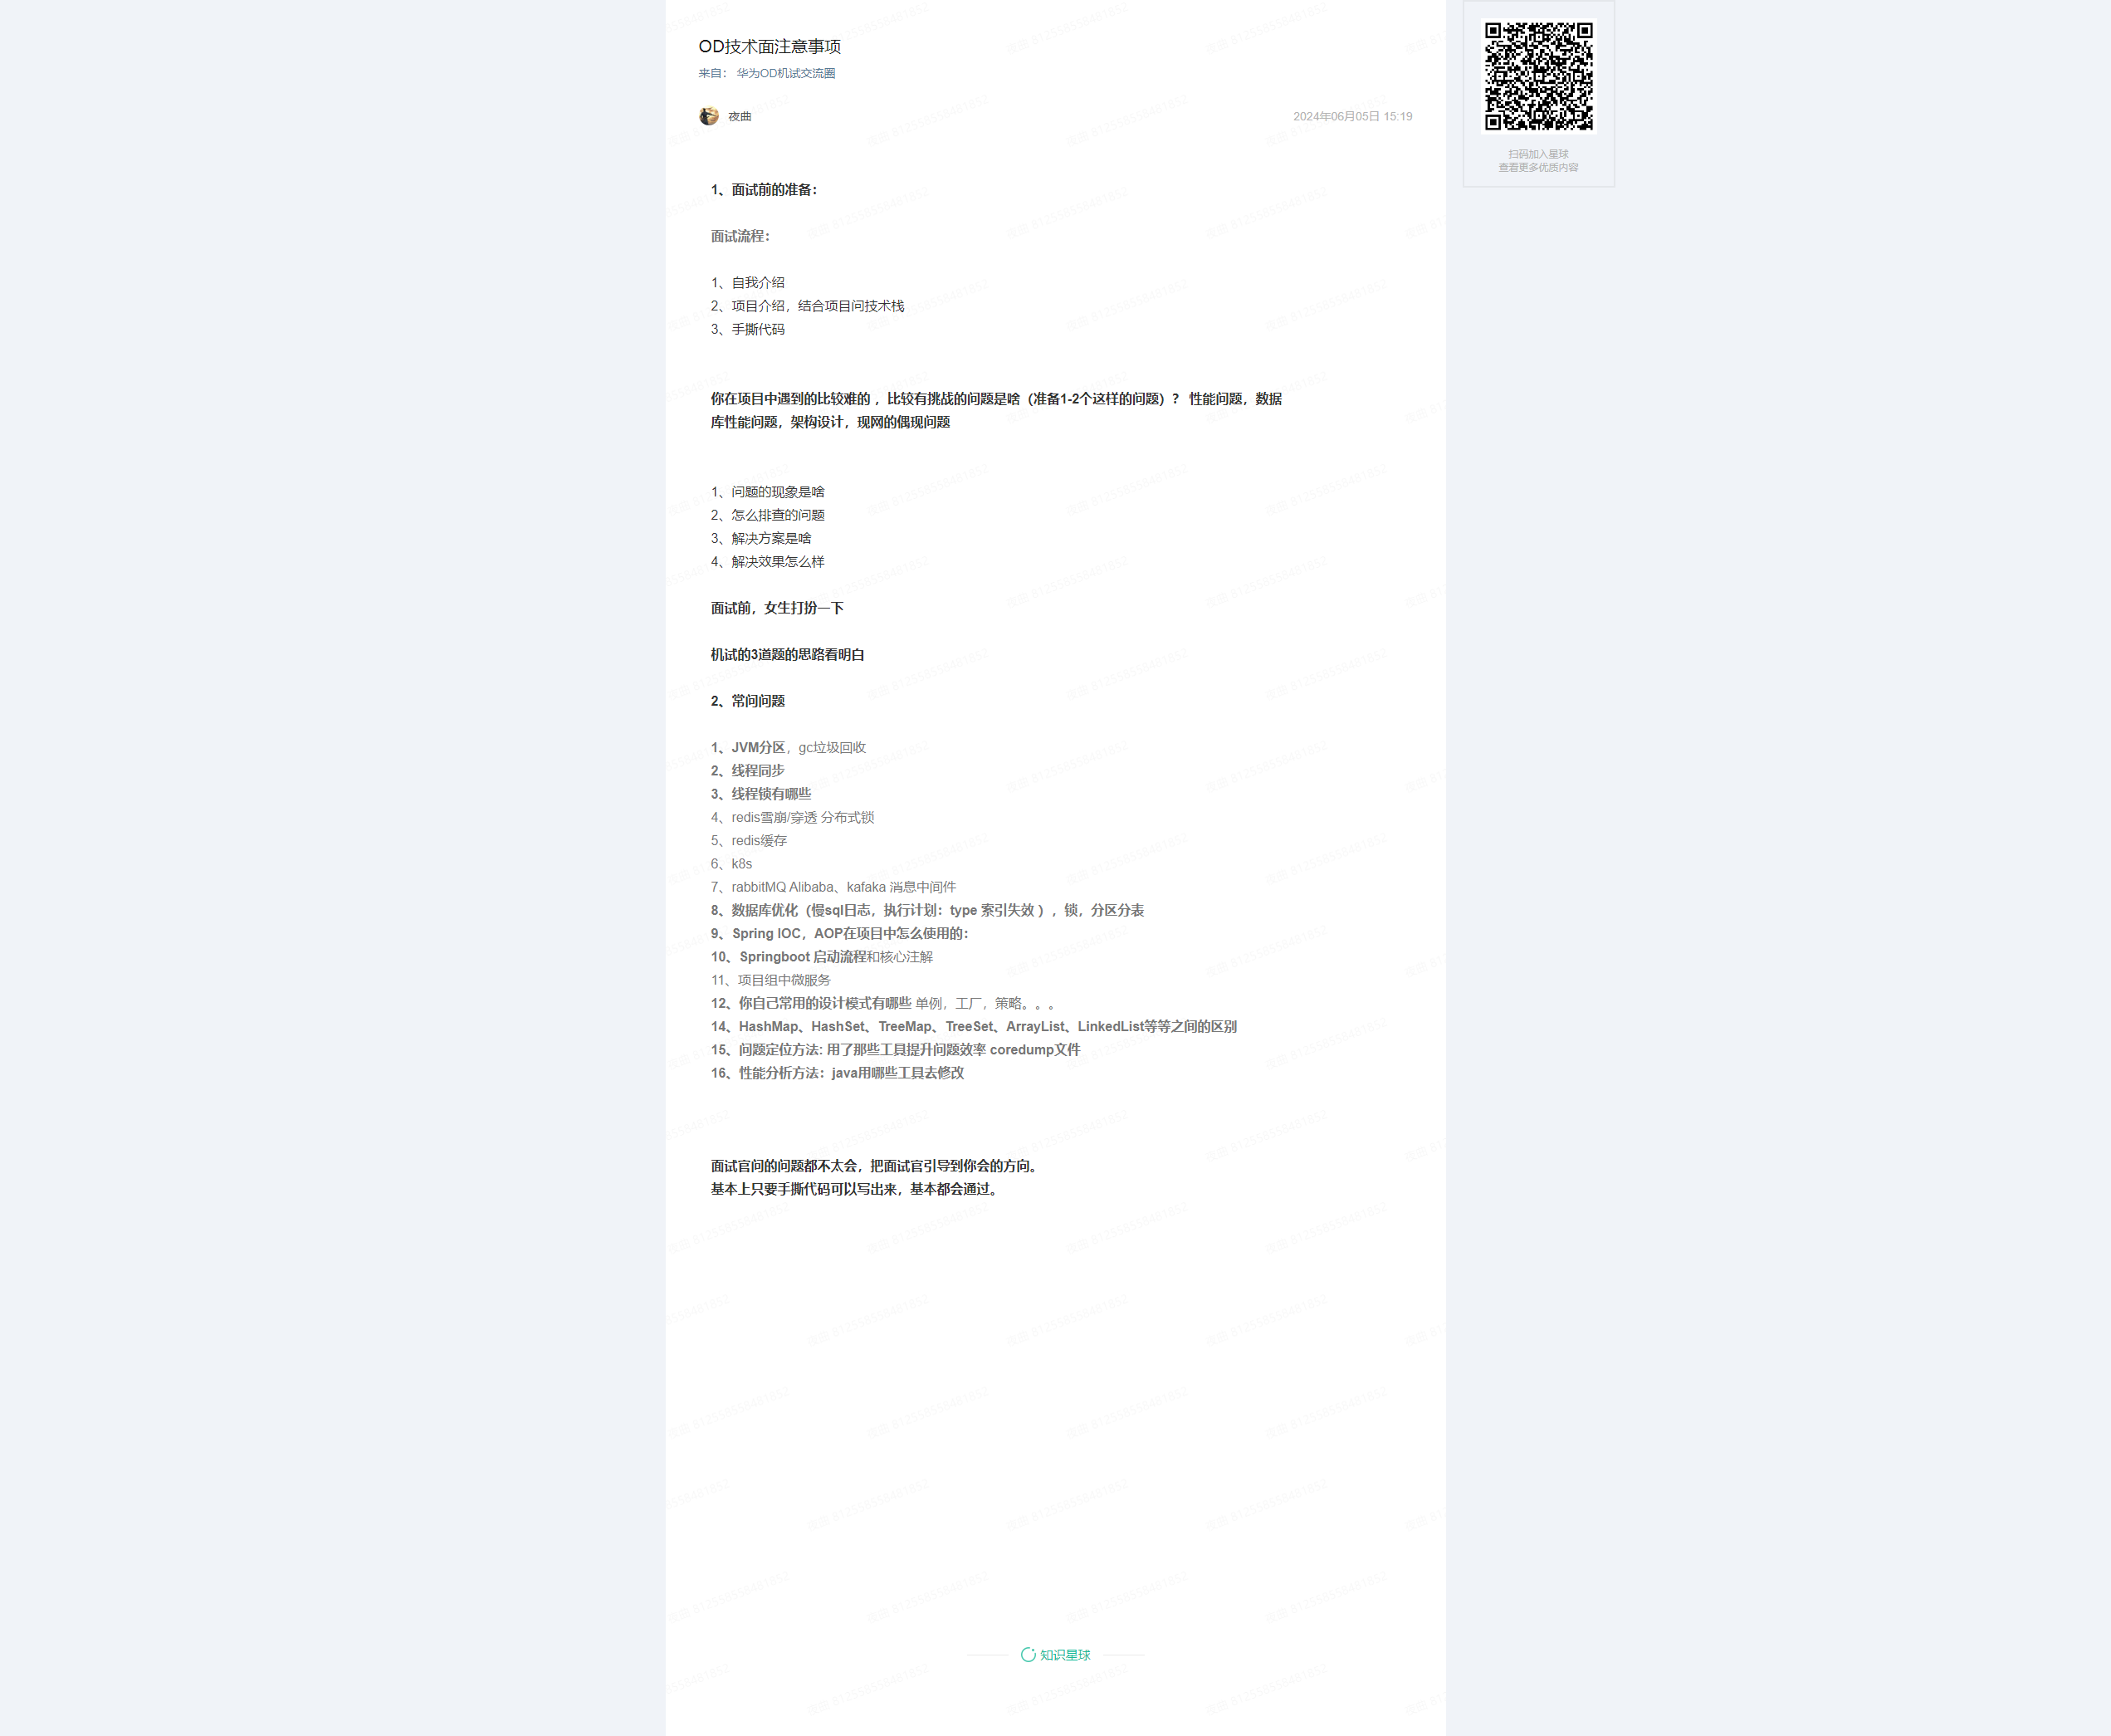 OD技术面注意事项
来自： 华为OD机试交流圈
夜曲
2024年06月05日 15:19
扫码加入星球
查看更多优质内容
1、面试前的准备：
面试流程：
1、自我介绍
2、项目介绍，结合项目问技术栈
3、手撕代码
你在项目中遇到的比较难的 ，比较有挑战的问题是啥（准备1-2个这样的问题）？ 性能问题，数据
库性能问题，架构设计，现网的偶现问题
1、问题的现象是啥
2、怎么排查的问题
3、解决方案是啥
4、解决效果怎么样
面试前，女生打扮一下
机试的3道题的思路看明白
2、常问问题
1、JVM分区，gc垃圾回收
2、线程同步
3、线程锁有哪些
4、redis雪崩/穿透 分布式锁
5、redis缓存
6、k8s
7、rabbitMQ Alibaba、kafaka 消息中间件
8、数据库优化（慢sql日志，执行计划：type 索引失效 ），锁，分区分表
9、Spring IOC，AOP在项目中怎么使用的：
10、Springboot 启动流程和核心注解
11、项目组中微服务
12、你自己常用的设计模式有哪些 单例，工厂，策略。。。
14、HashMap、HashSet、TreeMap、TreeSet、ArrayList、LinkedList等等之间的区别
15、问题定位方法: 用了那些工具提升问题效率 coredump文件
16、性能分析方法：java用哪些工具去修改
面试官问的问题都不太会，把面试官引导到你会的方向。
基本上只要手撕代码可以写出来，基本都会通过。
知识星球